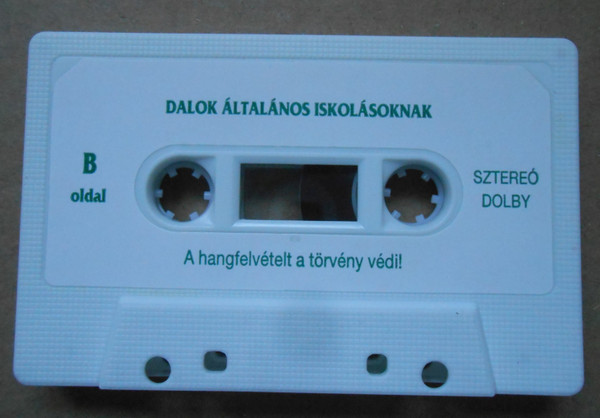 DALOK ÁLTALÁNOS ISKOLÁSOKNAK
B
oldal
SZTEREÓ
DOLBY
A hangfelvételt a törvény védi!